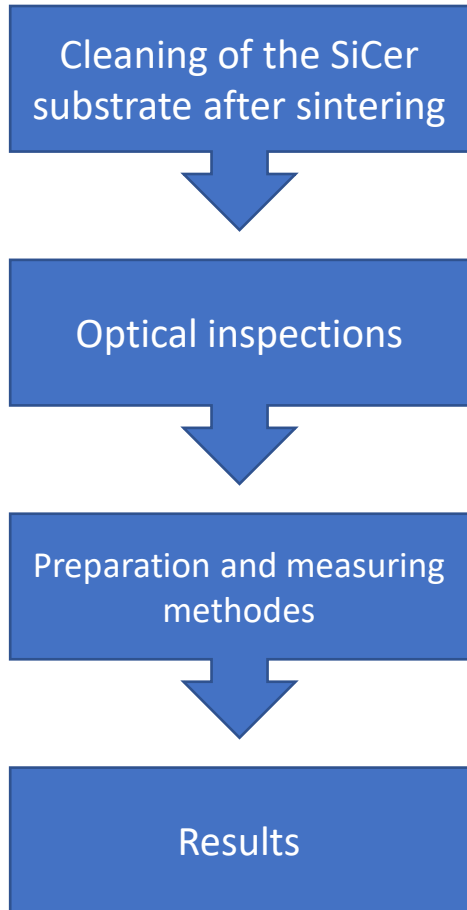 Cleaning of the SiCer
substrate after sintering
Optical inspections
Preparation and measuring
methodes
Results